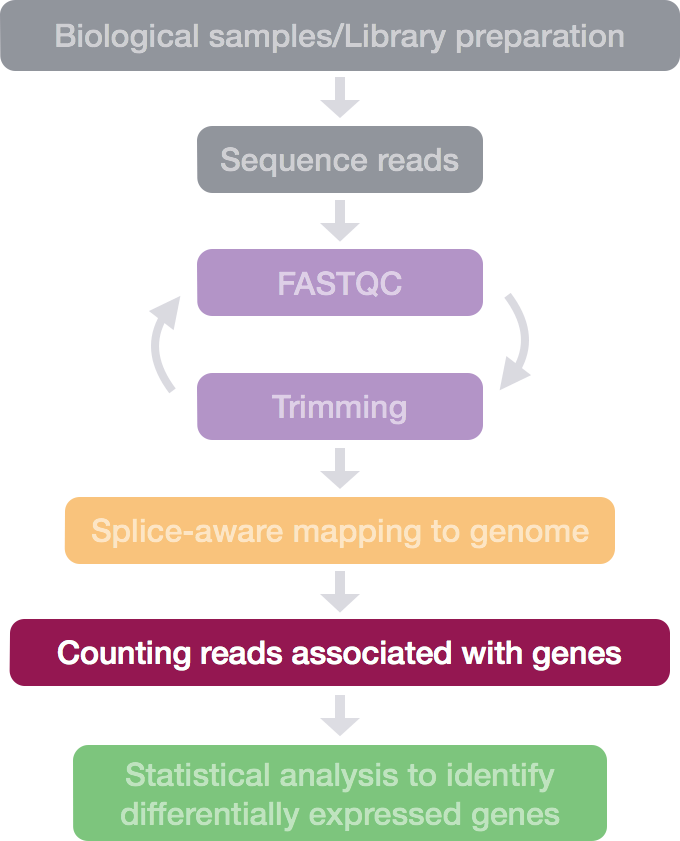 Biological samples/Library preparation
Sequence reads
FASTQC
Trimming
Splice-aware mapping to genome
Counting reads associated with genes
Statistical analysis to identify
differentially expressed genes